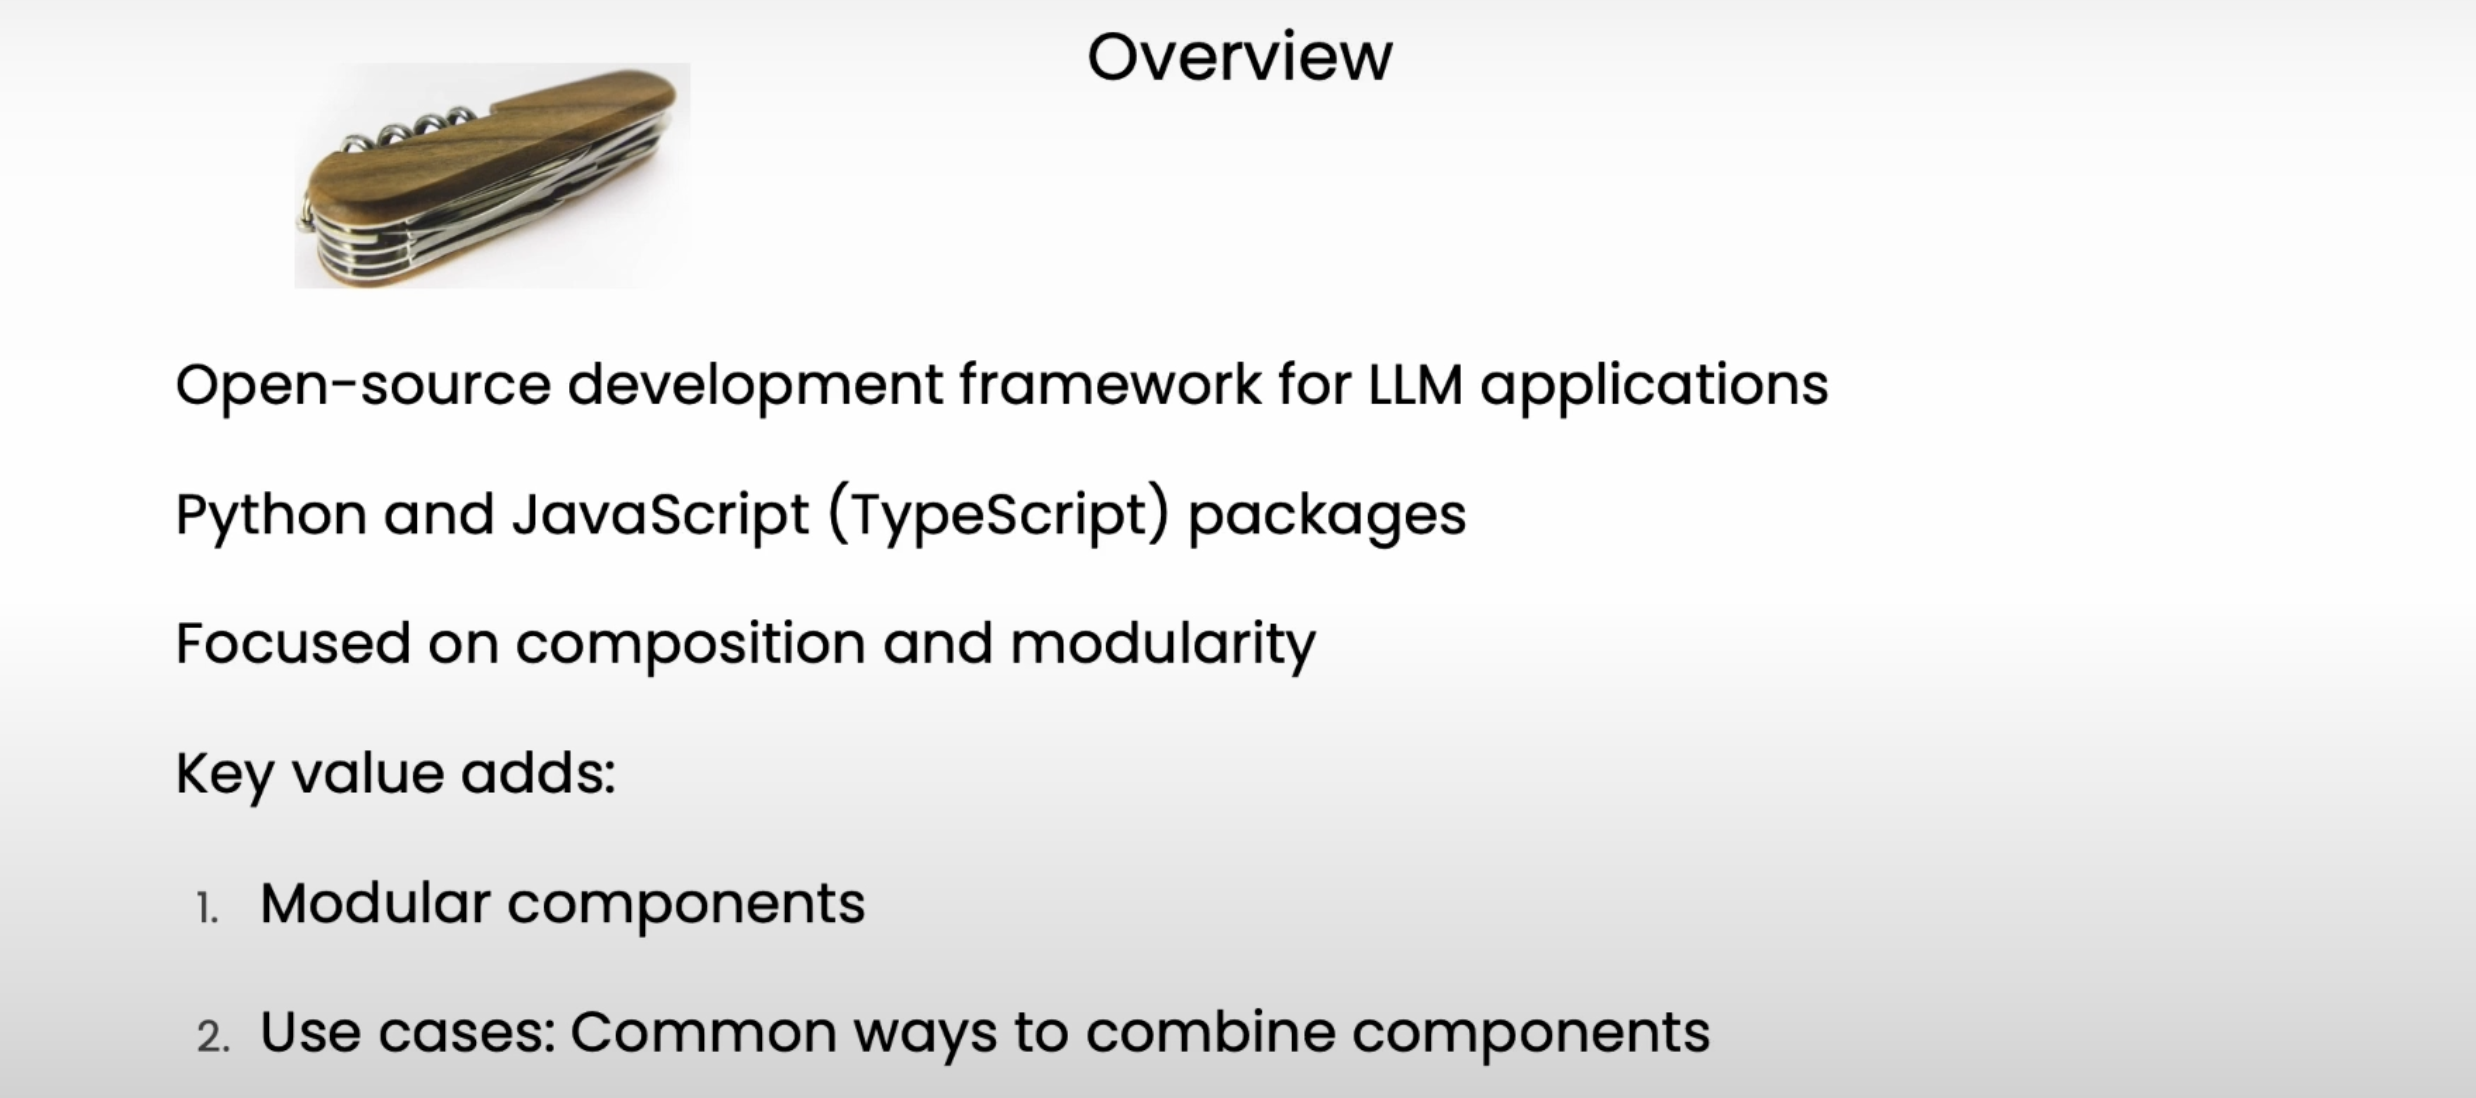 Overview
Open-source development framework for LLM applications
Python and JavaScript (TypeScript) packages
Focused on composition and modularity
Key value adds:
1. Modular components
2. Use cases: Common ways to combine components